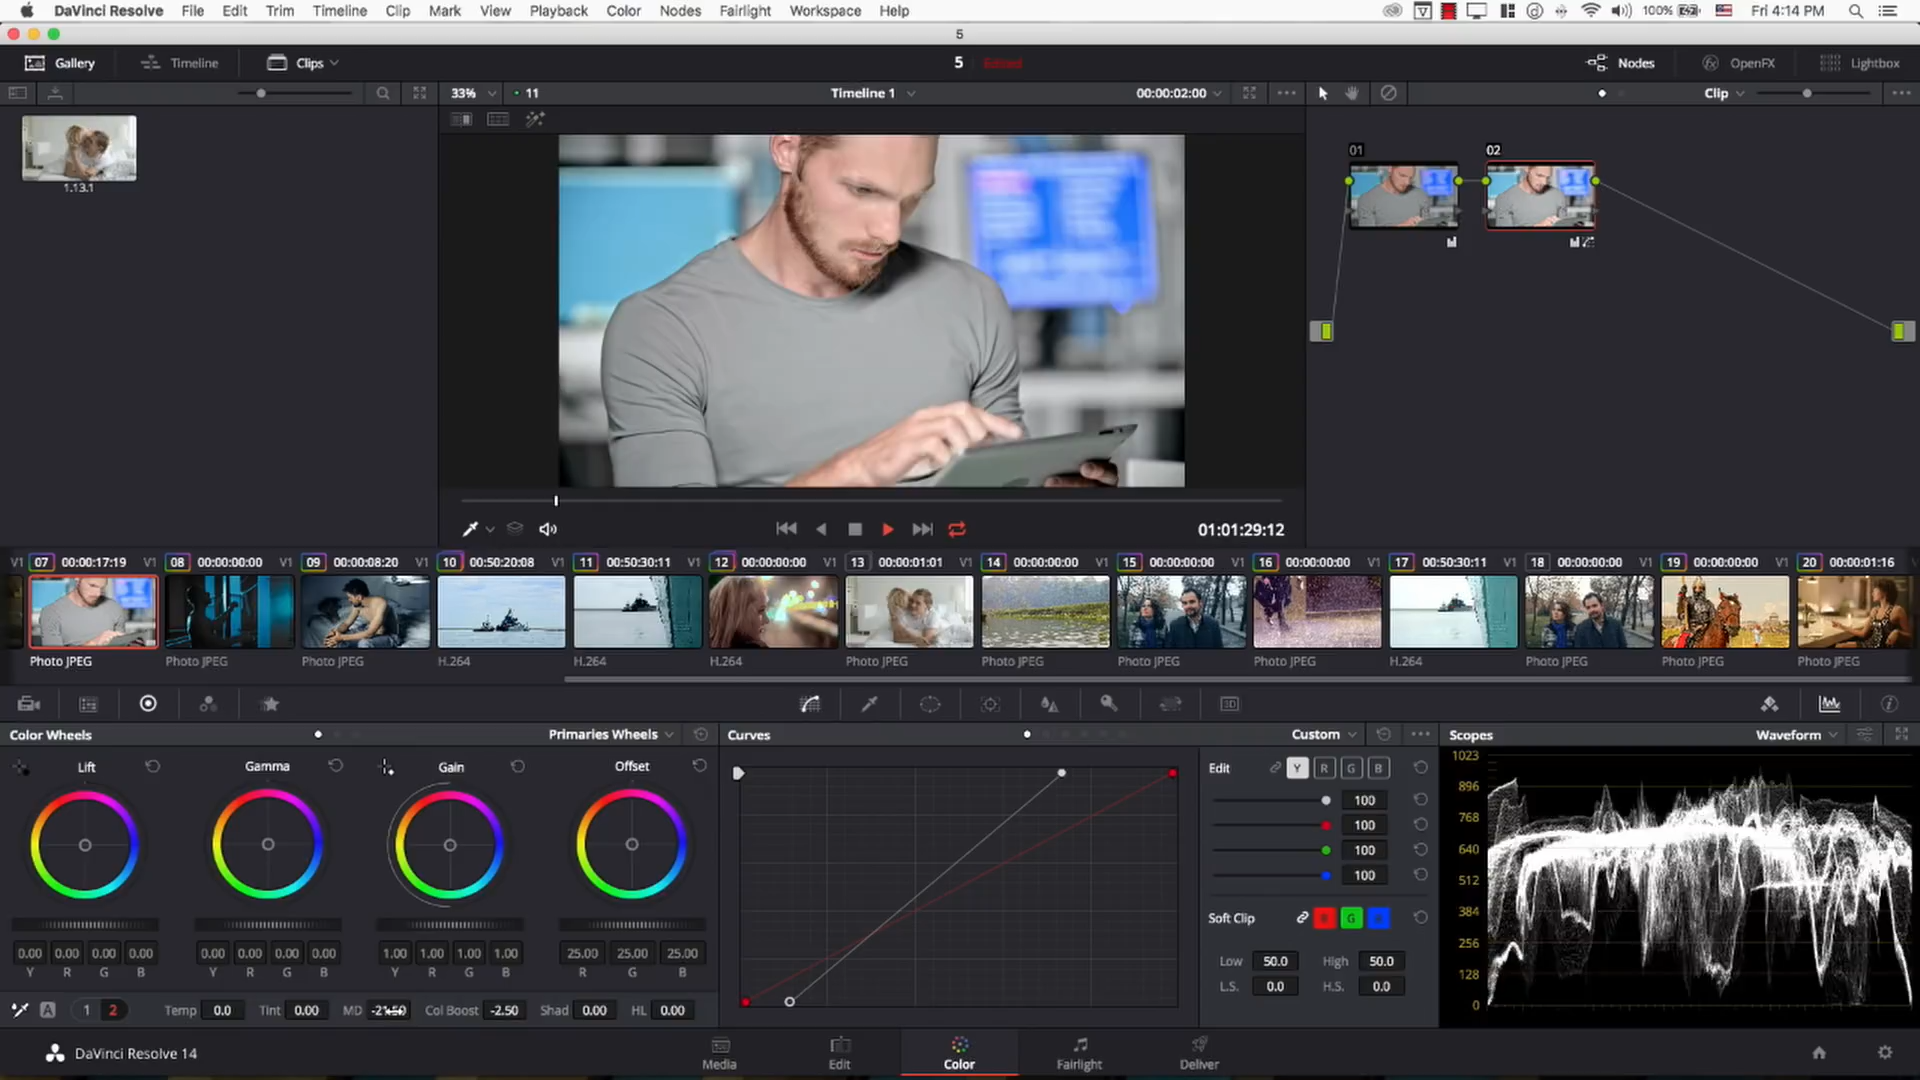 DaVinci Resolve File Edit Trim Timeline Clip Mark View Playback Color Nodes Fairlight Workspace Help 100% Fri 4:14 PM
5
Gallery Timeline Clips 5 Edited Nodes OpenFX Lightbox
33% 11 Timeline 1 00:00:02:00 Clip
01 02
1.13.1
01:01:29:12
V1 07 00:00:17:19 V1 08 00:00:00:00 V1 09 00:00:08:20 V1 10 00:50:20:08 V1 11 00:50:30:11 V1 12 00:00:00:00 V1 13 00:00:01:01 V1 14 00:00:00:00 V1 15 00:00:00:00 V1 16 00:00:00:00 V1 17 00:50:30:11 V1 18 00:00:00:00 V1 19 00:00:00:00 V1 20 00:00:01:16 V1
Photo JPEG Photo JPEG Photo JPEG H.264 H.264 H.264 Photo JPEG Photo JPEG Photo JPEG Photo JPEG H.264 Photo JPEG Photo JPEG Photo JPEG
3D
Color Wheels Primaries Wheels Curves Custom Scopes Waveform
Lift Gamma Gain Offset
0.00 0.00 0.00 0.00 0.00 0.00 0.00 0.00 1.00 1.00 1.00 1.00 25.00 25.00 25.00
Y R G B Y R G B Y R G B R G B
A 1 2 Temp 0.0 Tint 0.00 MD Col Boost -2.50 Shad 0.00 HL 0.00
Edit Y R G B
100
100
100
100
Soft Clip R G B
Low 50.0 High 50.0
L.S. 0.0 H.S. 0.0
1023
896
768
640
512
384
256
128
0
DaVinci Resolve 14 Media Edit Color Fairlight Deliver